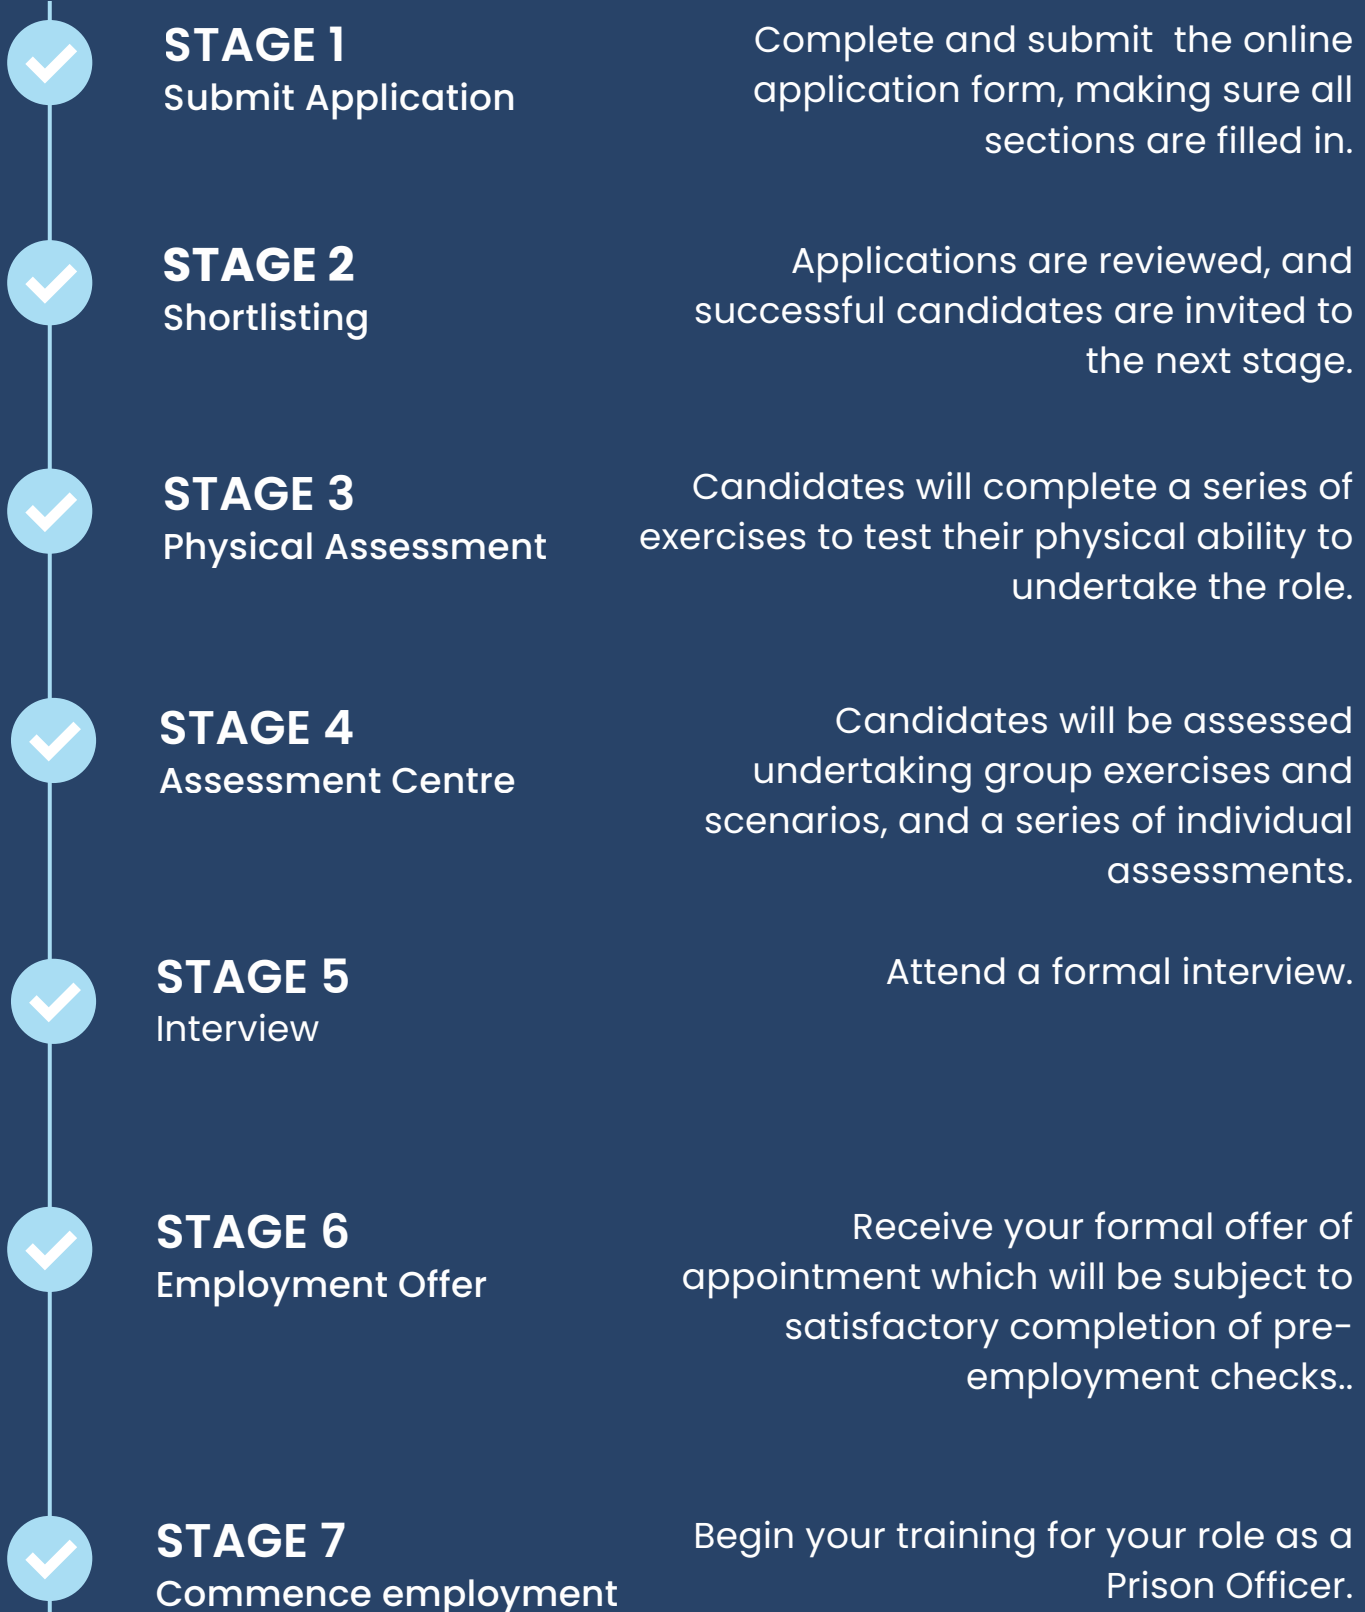 STAGE 1
Submit Application
Complete and submit  the online
application form, making sure all
sections are filled in.
STAGE 2
Shortlisting
Applications are reviewed, and
successful candidates are invited to
the next stage.
STAGE 3
Physical Assessment
Candidates will complete a series of
exercises to test their physical ability to
undertake the role.
STAGE 4
Assessment Centre
Candidates will be assessed
undertaking group exercises and
scenarios, and a series of individual
assessments.
STAGE 5
Interview
Attend a formal interview.
STAGE 6
Employment Offer
Receive your formal offer of
appointment which will be subject to
satisfactory completion of pre-
employment checks..
STAGE 7
Commence employment
Begin your training for your role as a
Prison Officer.